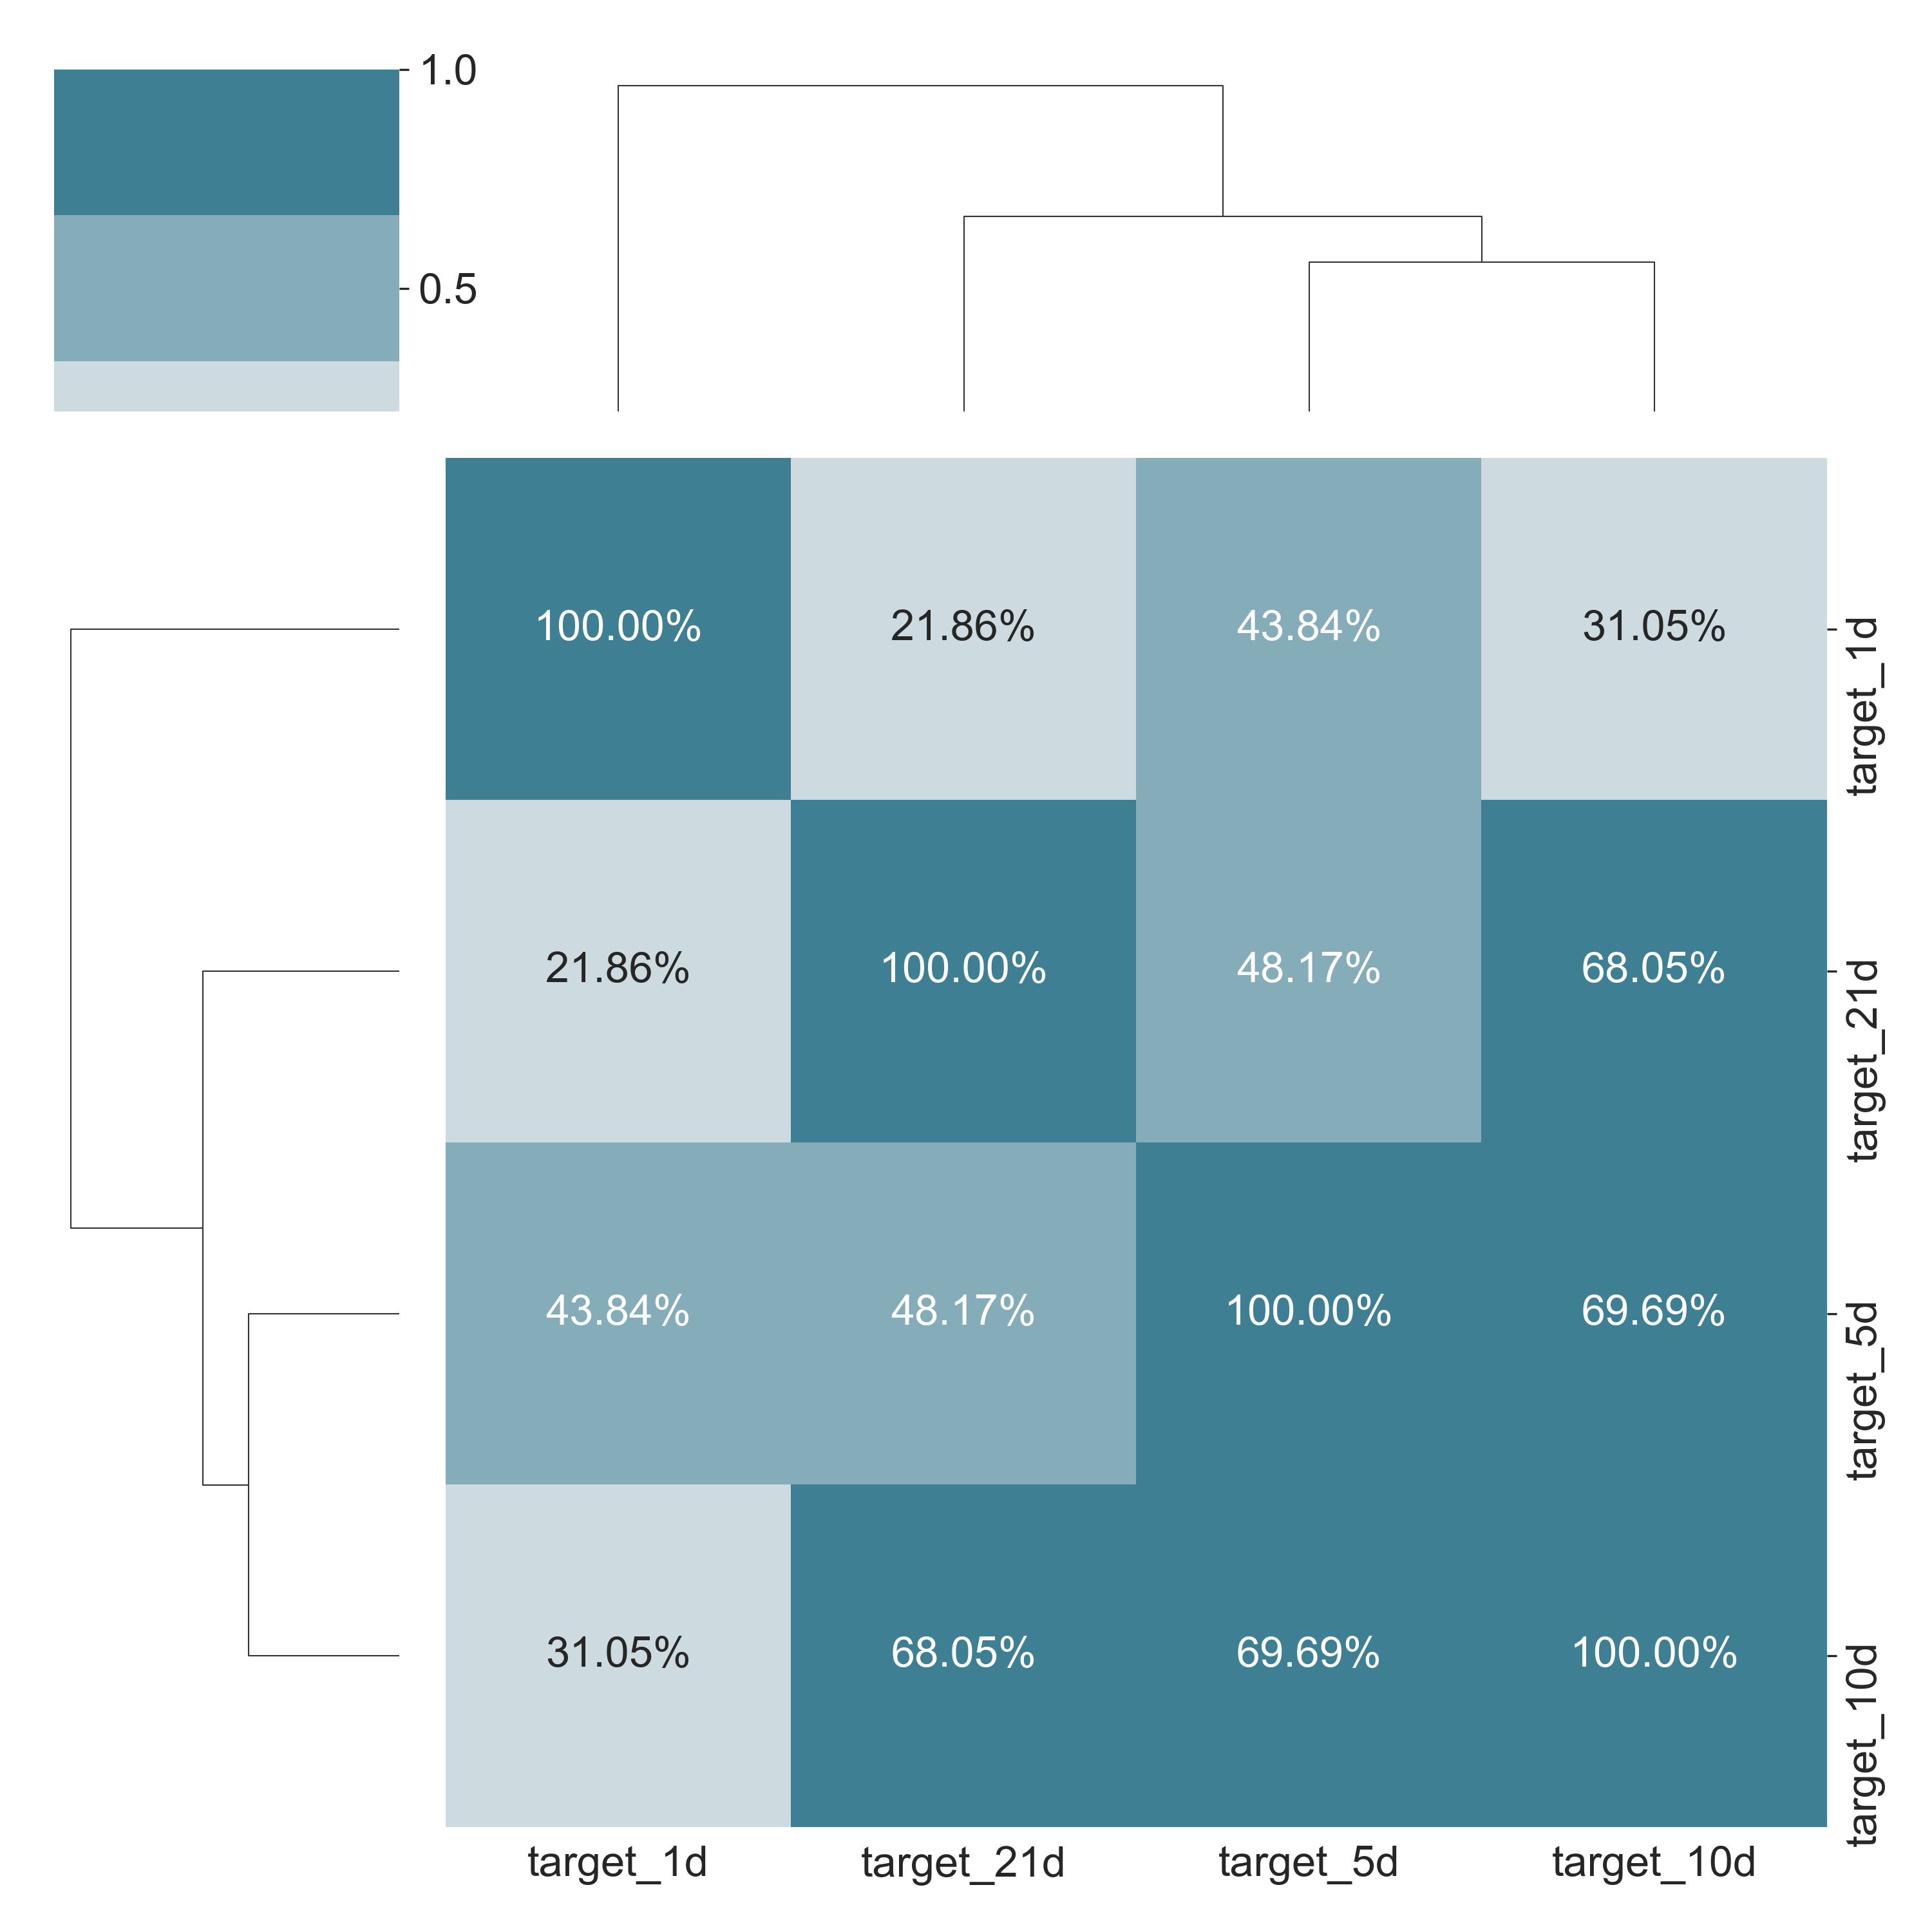 1.0
0.5
100.00% 21.86% 43.84% 31.05%
target_1d
21.86% 100.00% 48.17% 68.05%
target_21d
43.84% 48.17% 100.00% 69.69%
target_5d
31.05% 68.05% 69.69% 100.00%
target_10d
target_1d target_21d target_5d target_10d